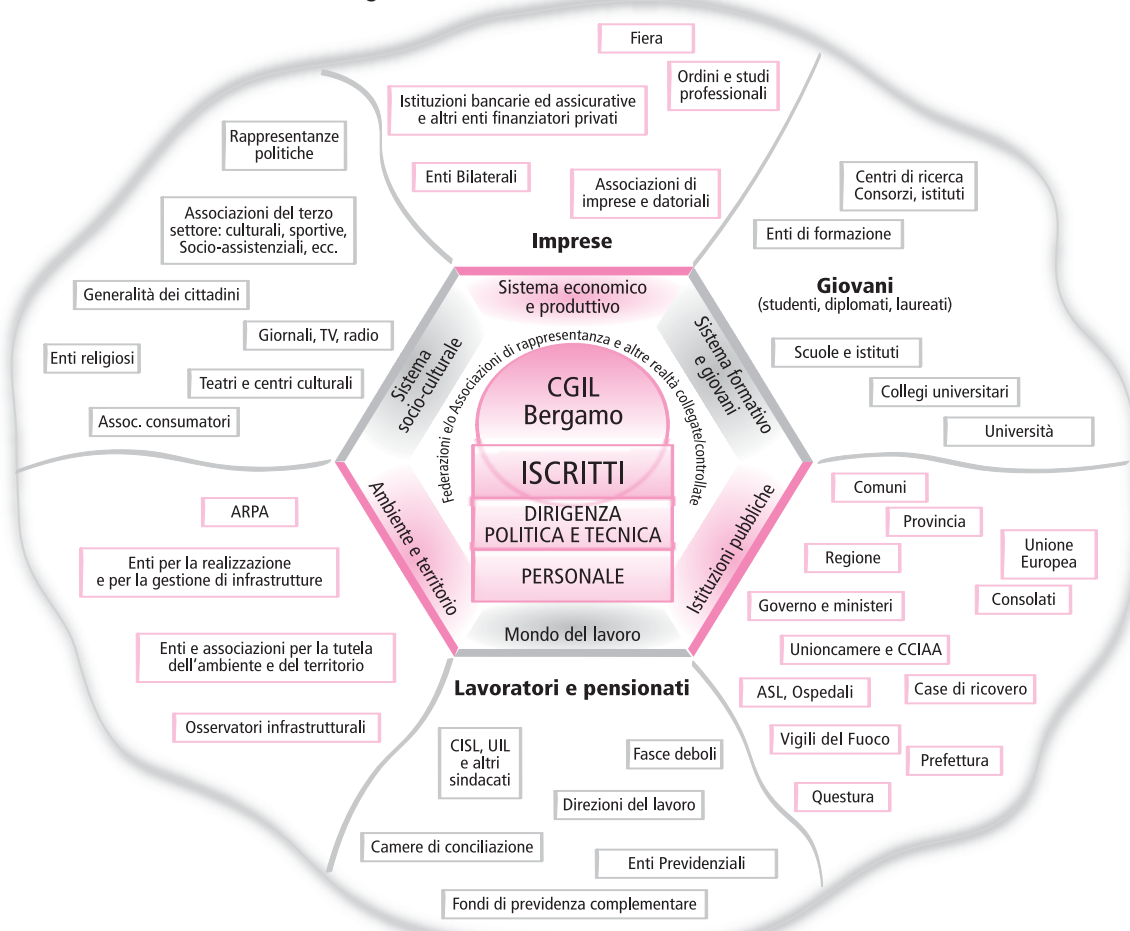 Fiera
Ordini e studi
professionali
Istituzioni bancarie ed assicurative
e altri enti finanziatori privati
Enti Bilaterali
Associazioni di
imprese e datoriali
Imprese
Rappresentanze
politiche
Associazioni del terzo
settore: culturali, sportive,
Socio-assistenziali, ecc.
Generalità dei cittadini
Giornali, TV, radio
Enti religiosi
Teatri e centri culturali
Assoc. consumatori
Centri di ricerca
Consorzi, istituti
Enti di formazione
Giovani
(studenti, diplomati, laureati)
Scuole e istituti
Collegi universitari
Università
Sistema economico
e produttivo
Sistema
socio-culturale
Sistema formativo
e giovani
Federazioni e/o Associazioni di rappresentanza e altre realtà collegate/controllate
CGIL
Bergamo
ISCRITTI
DIRIGENZA
POLITICA E TECNICA
PERSONALE
Ambiente e territorio
Istituzioni pubbliche
Mondo del lavoro
ARPA
Enti per la realizzazione
e per la gestione di infrastrutture
Enti e associazioni per la tutela
dell'ambiente e del territorio
Osservatori infrastrutturali
Comuni
Provincia
Unione
Europea
Regione
Consolati
Governo e ministeri
Unioncamere e CCIAA
ASL, Ospedali
Case di ricovero
Vigili del Fuoco
Prefettura
Questura
Lavoratori e pensionati
CISL, UIL
e altri
sindacati
Fasce deboli
Direzioni del lavoro
Camere di conciliazione
Enti Previdenziali
Fondi di previdenza complementare